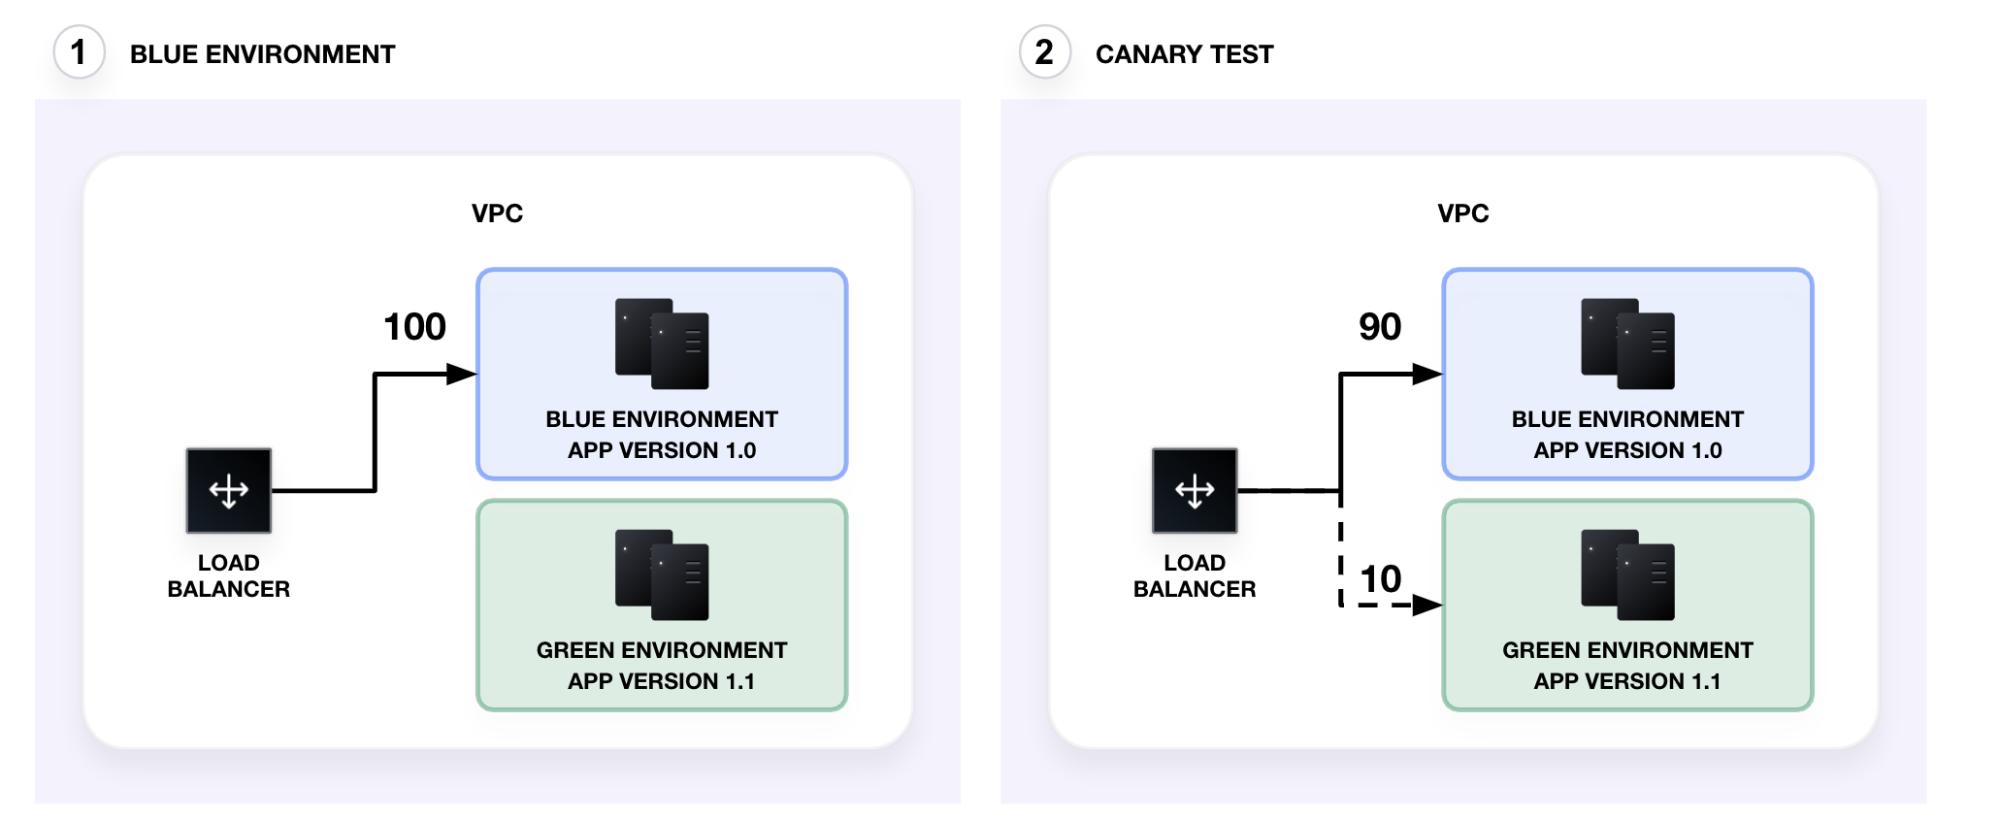 1
BLUE ENVIRONMENT
VPC
100
BLUE ENVIRONMENT
APP VERSION 1.0
LOAD
BALANCER
GREEN ENVIRONMENT
APP VERSION 1.1
2
CANARY TEST
VPC
90
BLUE ENVIRONMENT
APP VERSION 1.0
LOAD
BALANCER
10
GREEN ENVIRONMENT
APP VERSION 1.1